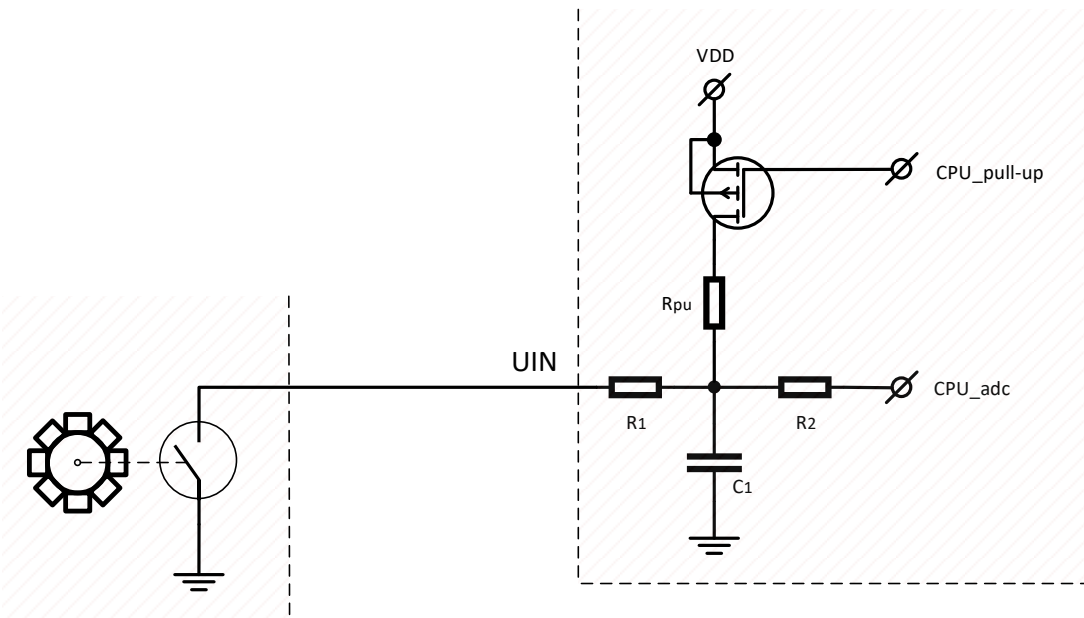 VDD
CPU_pull-up
Rpu
UIN
CPU_adc
R1
R2
C1